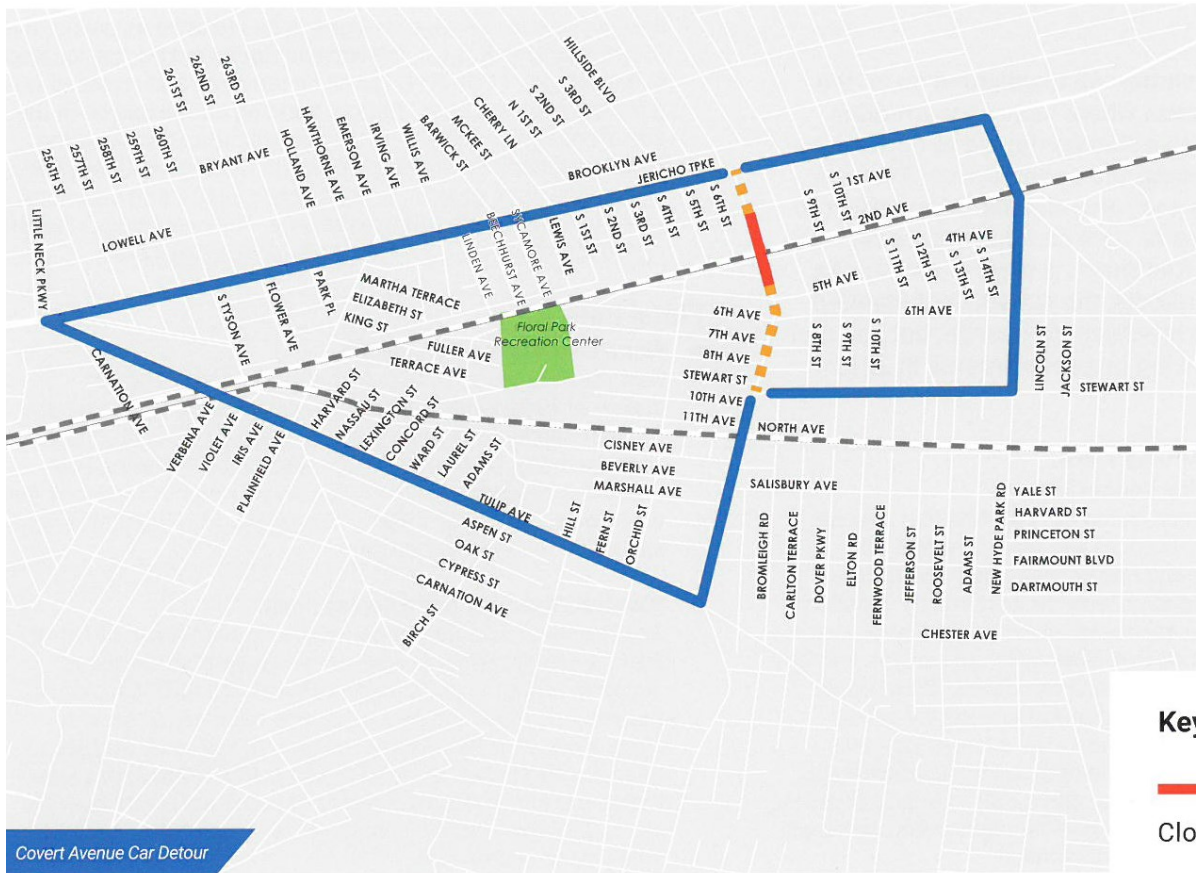 HILLSIDE BLVD
S 3RD ST
S 2ND ST
N 1ST ST
CHERRY LN
MCKEE ST
BARWICK ST
WILLIS AVE
IRVING AVE
EMERSON AVE
HAWTHORNE AVE
HOLLAND AVE
263RD ST
262ND ST
261ST ST
260TH ST
259TH ST
258TH ST
257TH ST
256TH ST
BRYANT AVE
LOWELL AVE
LITTLE NECK PKWY
BROOKLYN AVE
JERICHO TPKE
S 6TH ST
S 5TH ST
S 4TH ST
S 3RD ST
S 2ND ST
S 1ST ST
LEWIS AVE
SYCAMORE AVE
BEECHHURST AVE
LINDEN AVE
1ST AVE
S 10TH ST
S 9TH ST
2ND AVE
4TH AVE
S 14TH ST
S 13TH ST
S 12TH ST
S 11TH ST
5TH AVE
6TH AVE
MARTHA TERRACE
ELIZABETH ST
KING ST
PARK PL
FLOWER AVE
S TYSON AVE
FULLER AVE
TERRACE AVE
Floral Park
Recreation Center
6TH AVE
7TH AVE
8TH AVE
STEWART ST
10TH AVE
11TH AVE
S 8TH ST
S 9TH ST
S 10TH ST
LINCOLN ST
JACKSON ST
STEWART ST
CARNATION AVE
VERBENA AVE
VIOLET AVE
IRIS AVE
PLAINFIELD AVE
HARVARD ST
NASSAU ST
LEXINGTON ST
CONCORD ST
WARD ST
LAUREL ST
ADAMS ST
TULIP AVE
NORTH AVE
CISNEY AVE
BEVERLY AVE
MARSHALL AVE
SALISBURY AVE
HILL ST
FERN ST
ORCHID ST
ASPEN ST
OAK ST
CYPRESS ST
CARNATION AVE
BIRCH ST
BROMLEIGH RD
CARLTON TERRACE
DOVER PKWY
ELTON RD
FERNWOOD TERRACE
JEFFERSON ST
ROOSEVELT ST
ADAMS ST
NEW HYDE PARK RD
YALE ST
HARVARD ST
PRINCETON ST
FAIRMOUNT BLVD
DARTMOUTH ST
CHESTER AVE
Key
Clo
Covert Avenue Car Detour